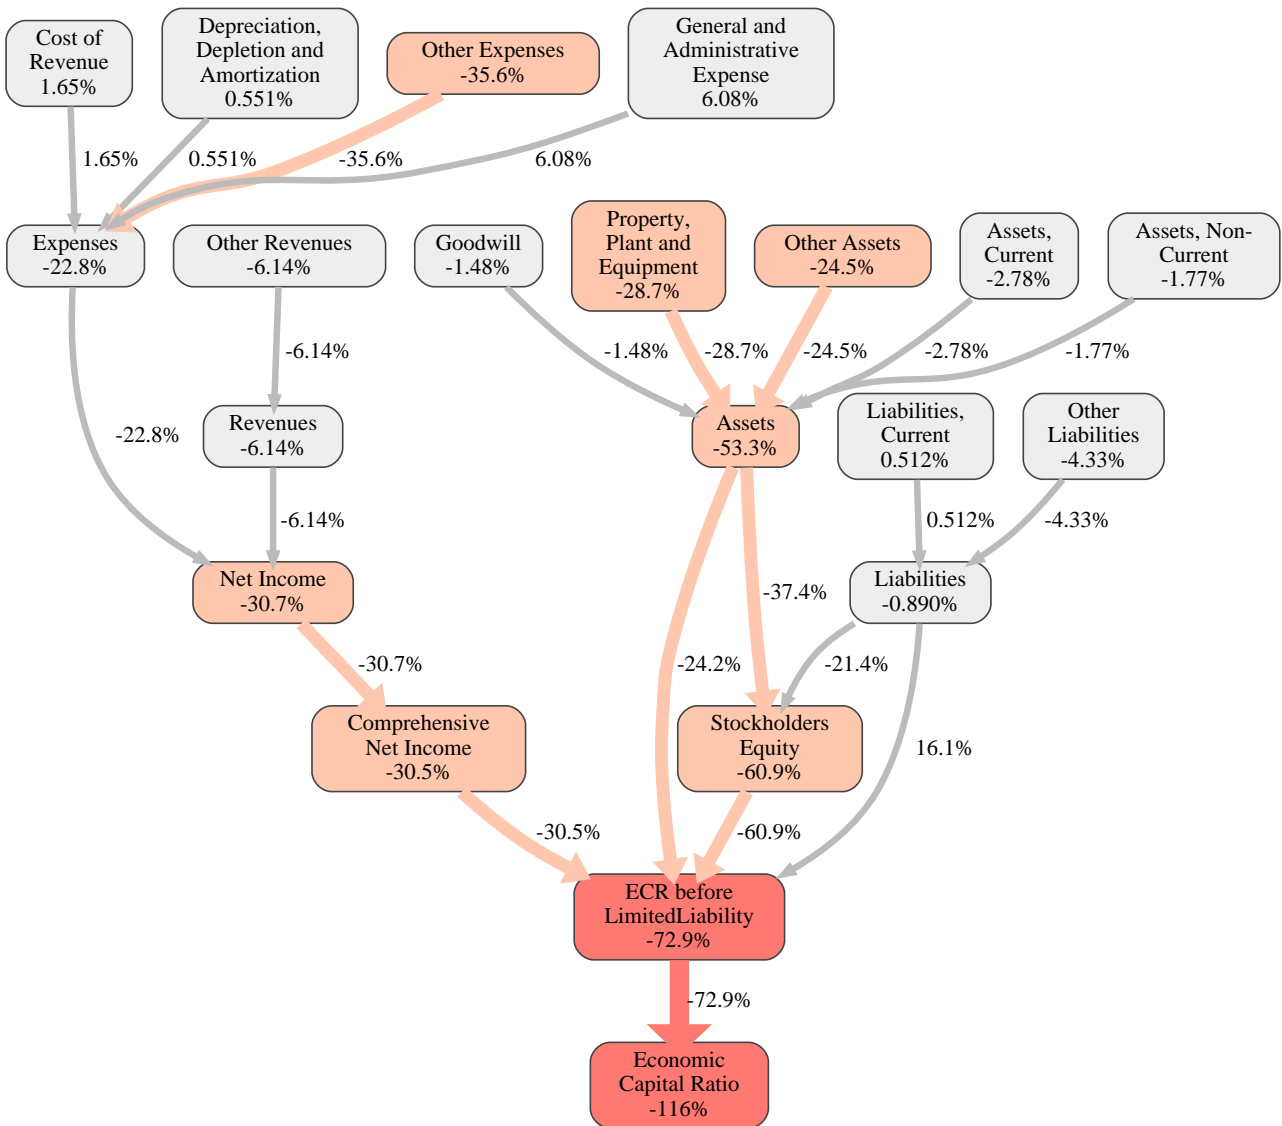 Cost of
Revenue
1.65%
Depreciation,
Depletion and
Amortization
0.551%
Other Expenses
-35.6%
General and
Administrative
Expense
6.08%
1.65%
0.551%
-35.6%
6.08%
Expenses
-22.8%
Other Revenues
-6.14%
Goodwill
-1.48%
Property,
Plant and
Equipment
-28.7%
Other Assets
-24.5%
Assets,
Current
-2.78%
Assets, Non-
Current
-1.77%
-6.14%
-1.48%
-28.7%
-24.5%
-2.78%
-1.77%
-22.8%
Revenues
-6.14%
Assets
-53.3%
Liabilities,
Current
0.512%
Other
Liabilities
-4.33%
-6.14%
0.512%
-4.33%
Net Income
-30.7%
-37.4%
Liabilities
-0.890%
-30.7%
-24.2%
-21.4%
Comprehensive
Net Income
-30.5%
Stockholders
Equity
-60.9%
16.1%
-30.5%
-60.9%
ECR before
LimitedLiability
-72.9%
-72.9%
Economic
Capital Ratio
-116%